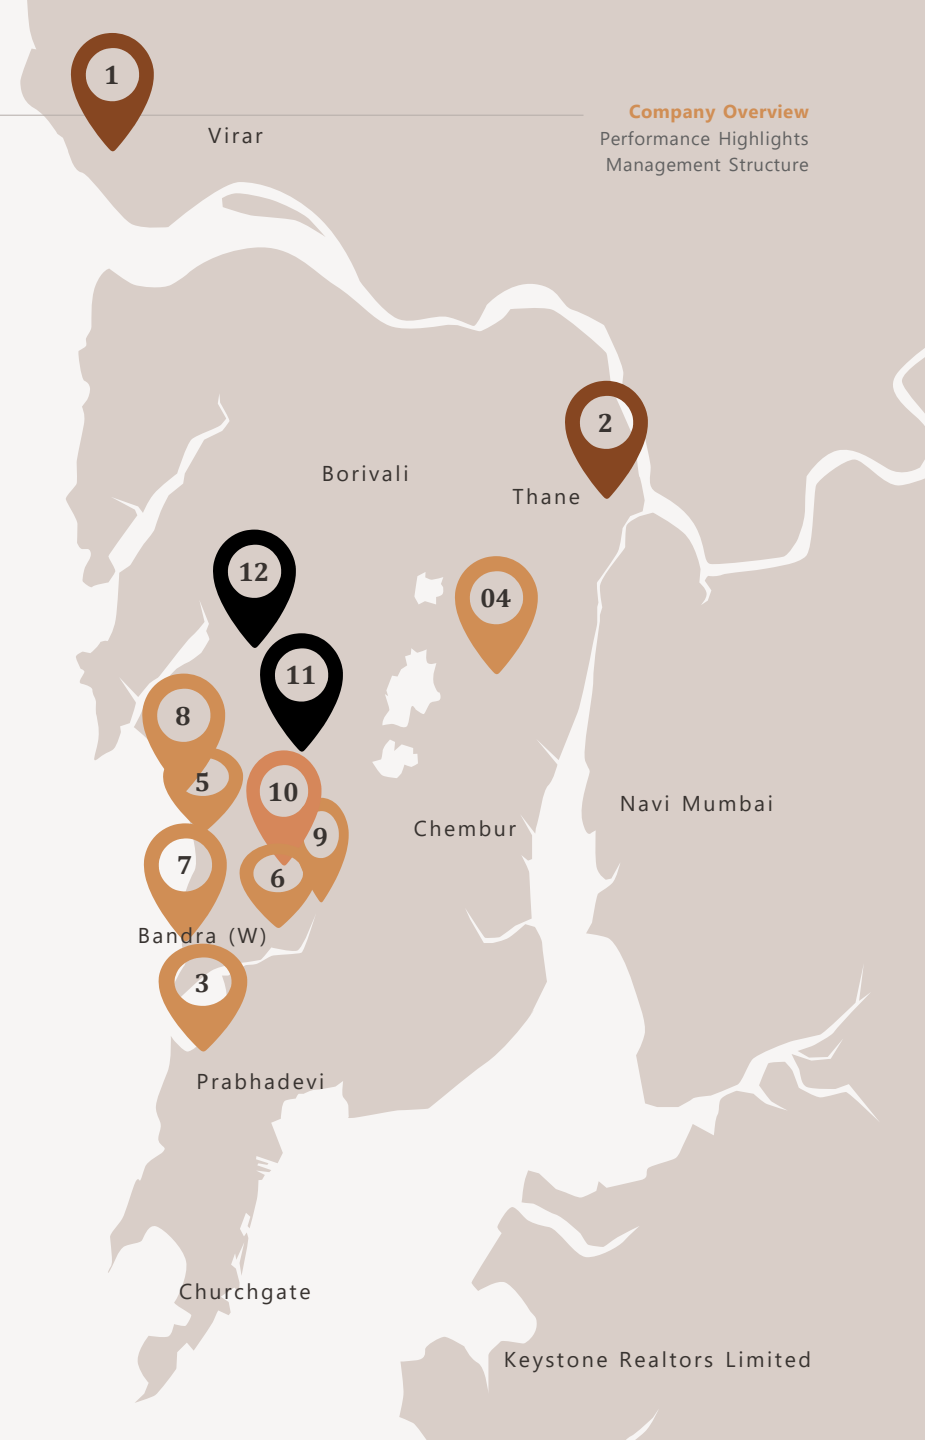 1
Company Overview
Virar
Performance Highlights
Management Structure
2
Borivali
Thane
12
04
11
8
5
10
Navi Mumbai
Chembur
9
7
6
Bandra (W)
3
Prabhadevi
Churchgate
Keystone Realtors Limited